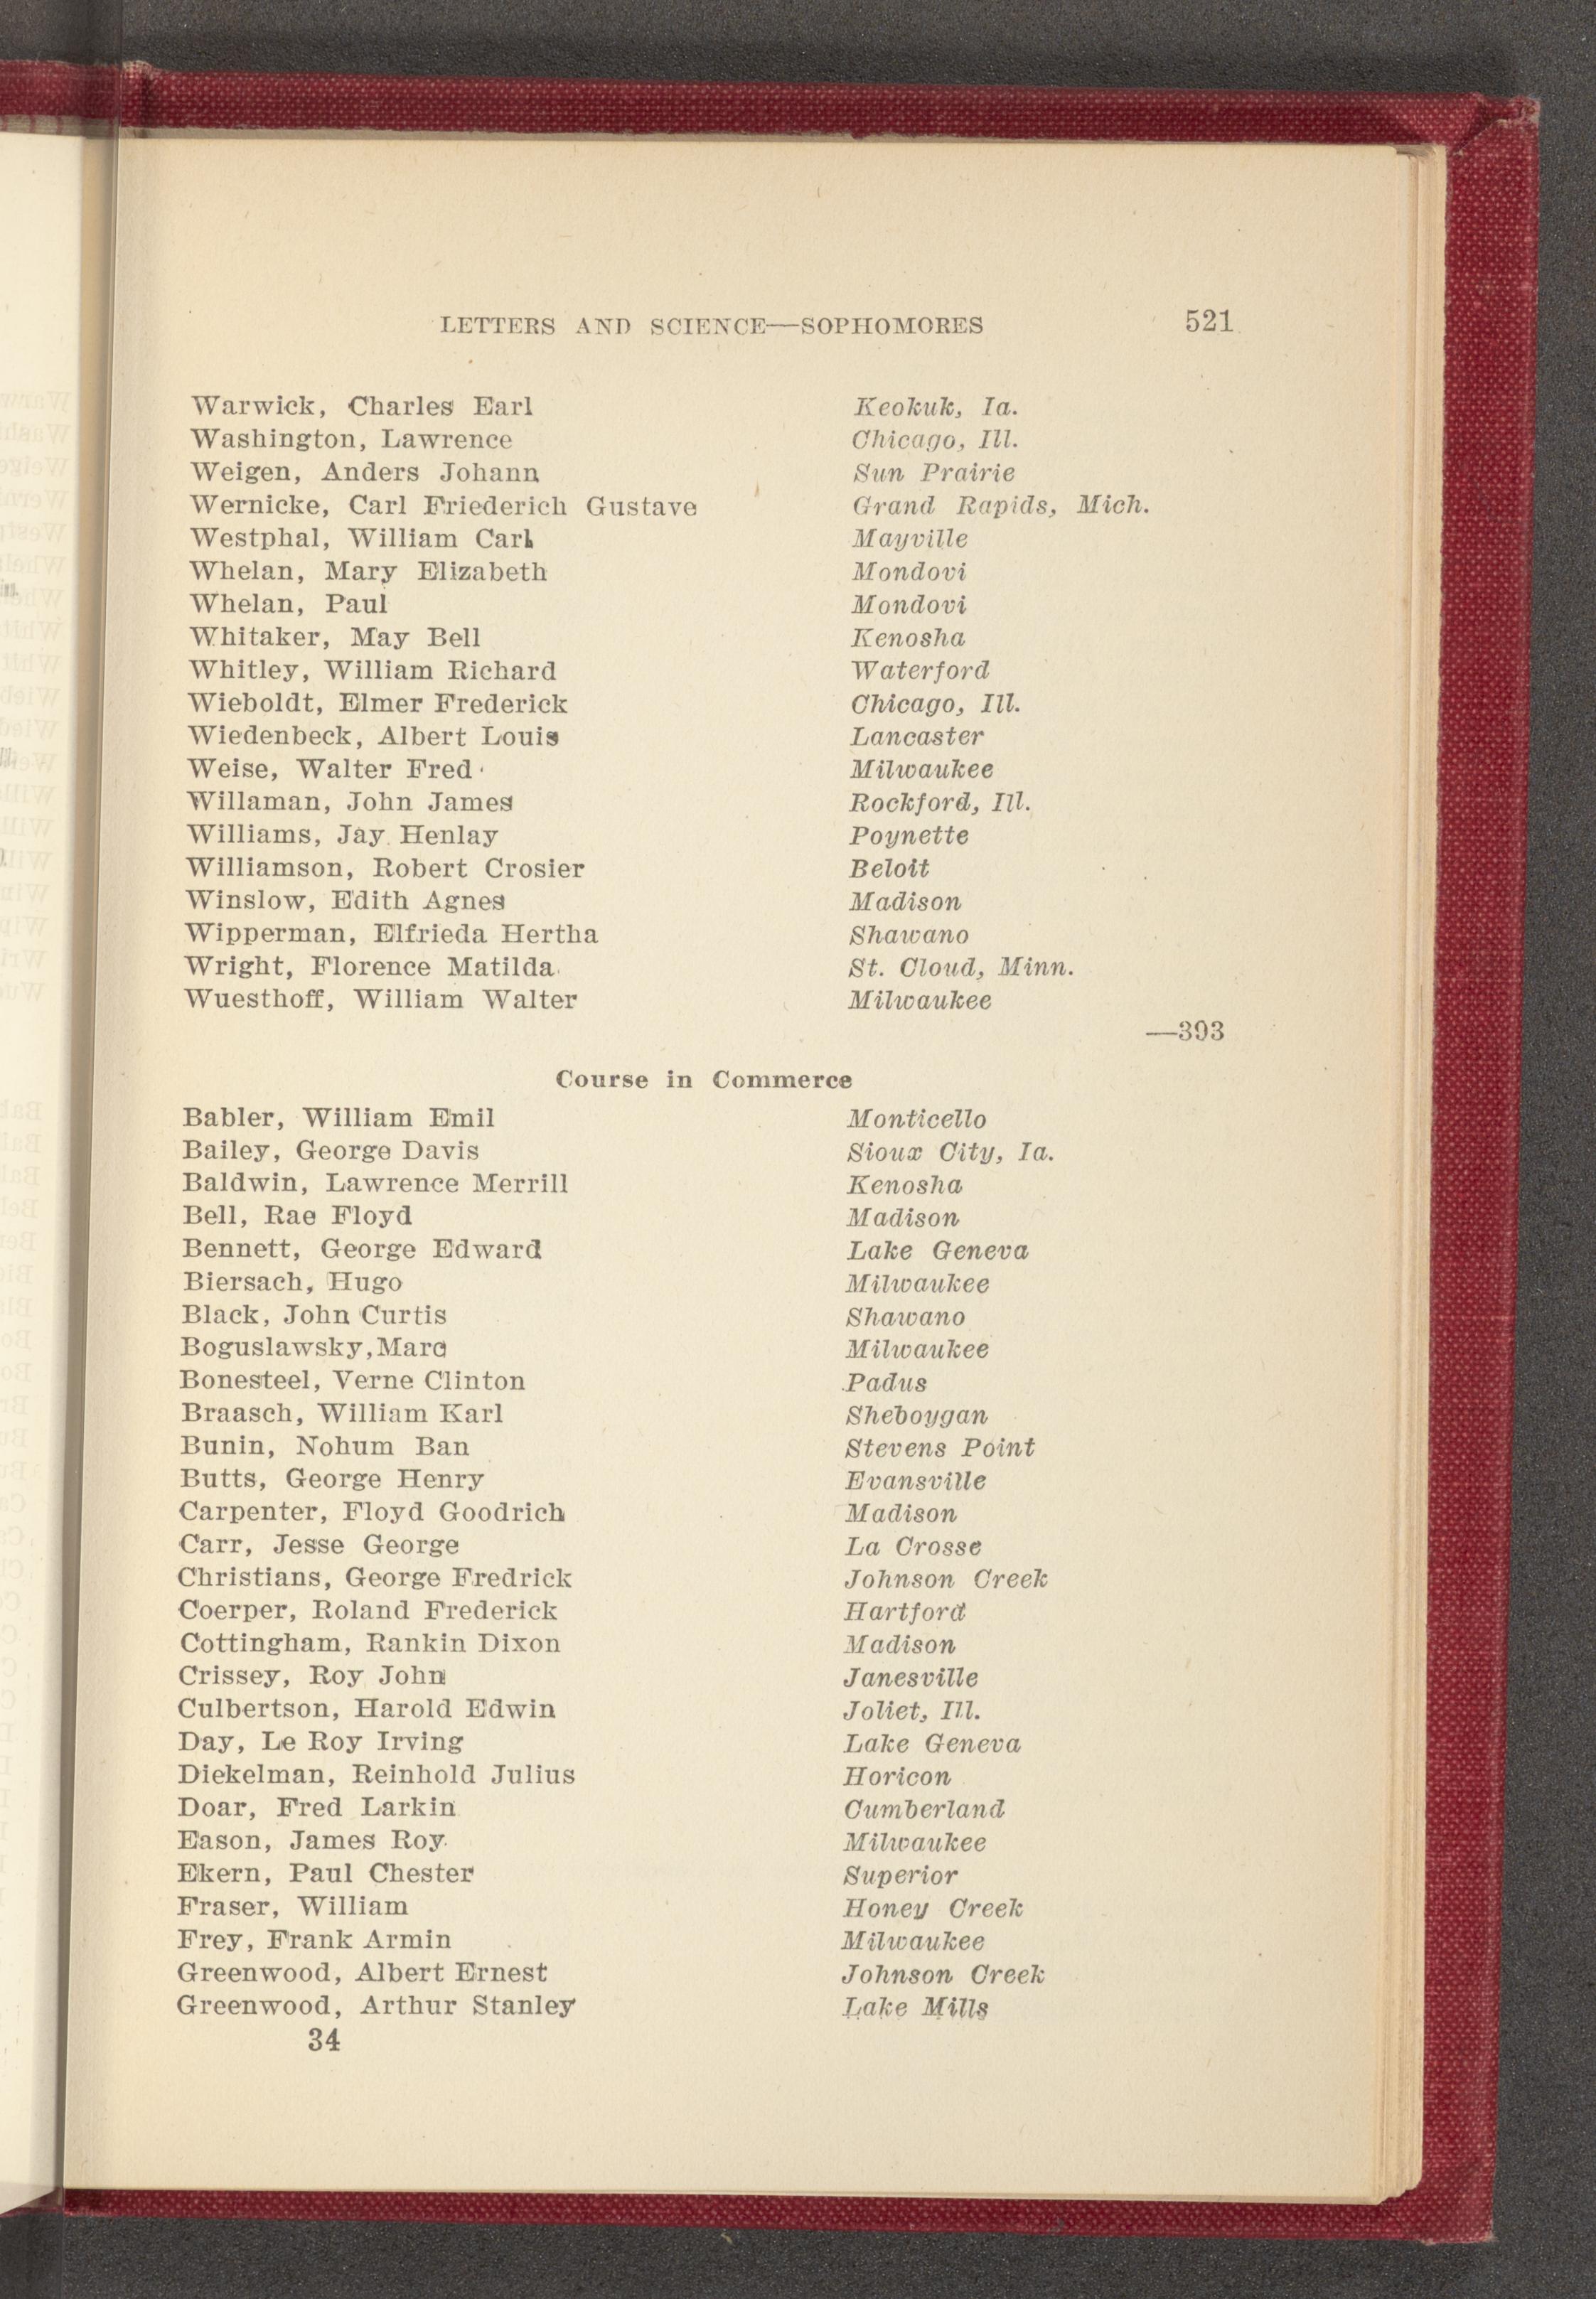 LETTERS AND SCIENCE—SOPHOMORES 521
Warwick, Charles Earl Keokuk, Ia.
Washington, Lawrence Chicago, Ill.
Weigen, Anders Johann Sun Prairie
Wernicke, Carl Friederich Gustave Grand Rapids, Mich.
Westphal, William Carl Mayville
Whelan, Mary Elizabeth Mondovi
Whelan, Paul Mondovi
Whitaker, May Bell Kenosha
Whitley, William Richard Waterford
Wieboldt, Elmer Frederick Chicago, Ill.
Wiedenbeck, Albert Louis Lancaster
Weise, Walter Fred Milwaukee
Willaman, John James Rockford, Ill.
Williams, Jay Henlay Poynette
Williamson, Robert Crosier Beloit
Winslow, Edith Agnes Madison
Wipperman, Elfrieda Hertha Shawano
Wright, Florence Matilda St. Cloud, Minn.
Wuesthoff, William Walter Milwaukee
—393
Course in Commerce
Babler, William Emil Monticello
Bailey, George Davis Sioux City, Ia.
Baldwin, Lawrence Merrill Kenosha
Bell, Rae Floyd Madison
Bennett, George Edward Lake Geneva
Biersach, Hugo Milwaukee
Black, John Curtis Shawano
Boguslawsky, Marc Milwaukee
Bonesteel, Verne Clinton Padus
Braasch, William Karl Sheboygan
Bunin, Nohum Ban Stevens Point
Butts, George Henry Evansville
Carpenter, Floyd Goodrich Madison
Carr, Jesse George La Crosse
Christians, George Fredrick Johnson Creek
Coerper, Roland Frederick Hartford
Cottingham, Rankin Dixon Madison
Crissey, Roy John Janesville
Culbertson, Harold Edwin Joliet, Ill.
Day, Le Roy Irving Lake Geneva
Diekelman, Reinhold Julius Horicon
Doar, Fred Larkin Cumberland
Eason, James Roy Milwaukee
Ekern, Paul Chester Superior
Fraser, William Honey Creek
Frey, Frank Armin Milwaukee
Greenwood, Albert Ernest Johnson Creek
Greenwood, Arthur Stanley Lake Mills
34